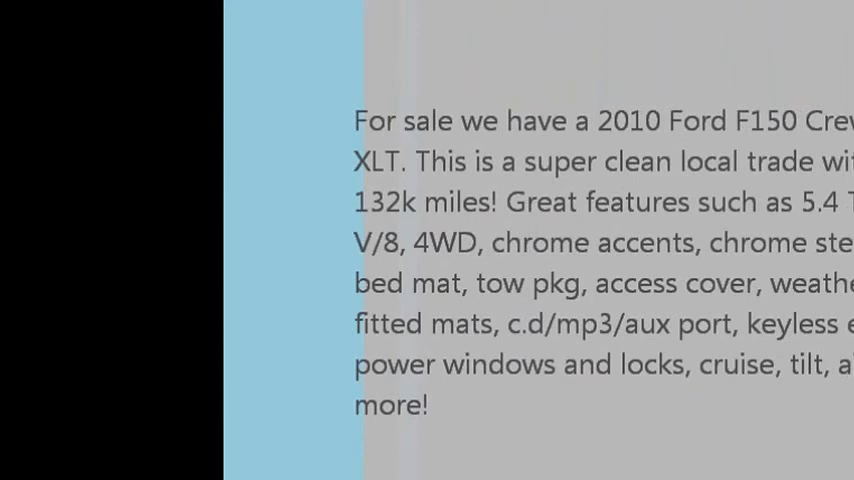 For sale we have a 2010 Ford F150
XLT. This is a super clean local trade
132k miles! Great features such as 5.4
V/8, 4WD, chrome accents, chrome
bed mat, tow pkg, access cover,
fitted mats, c.d/mp3/aux port, keyless
power windows and locks, cruise, tilt,
more!